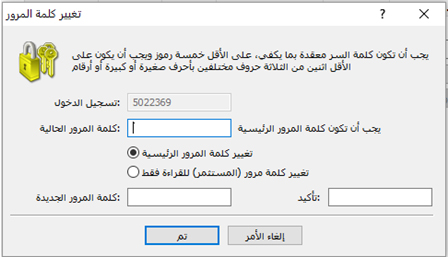 تغيير كلمة المرور
يجب أن تكون كلمة السر معقدة بما يكفي، على الأقل خمسة رموز ويجب أن يكون على
الأقل اثنين من الثلاثة حروف مختلفين بأحرف صغيرة أو كبيرة أو أرقام
تسجيل الدخول: 5022369
كلمة المرور الحالية: يجب أن تكون كلمة المرور الرئيسية
تغيير كلمة المرور الرئيسية
تغيير كلمة مرور (المستثمر) للقراءة فقط
كلمة المرور الجديدة: تأكيد:
تم إلغاء الأمر